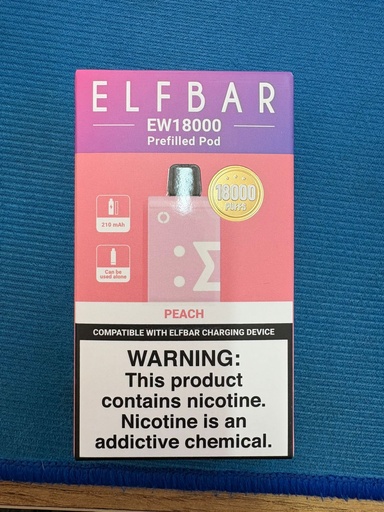 ELFBAR
EW18000
Prefilled Pod
18000
PUFFS
210 mAh
Can be
used alone
PEACH
COMPATIBLE WITH ELFBAR CHARGING DEVICE
WARNING:
This product
contains nicotine.
Nicotine is an
addictive chemical.